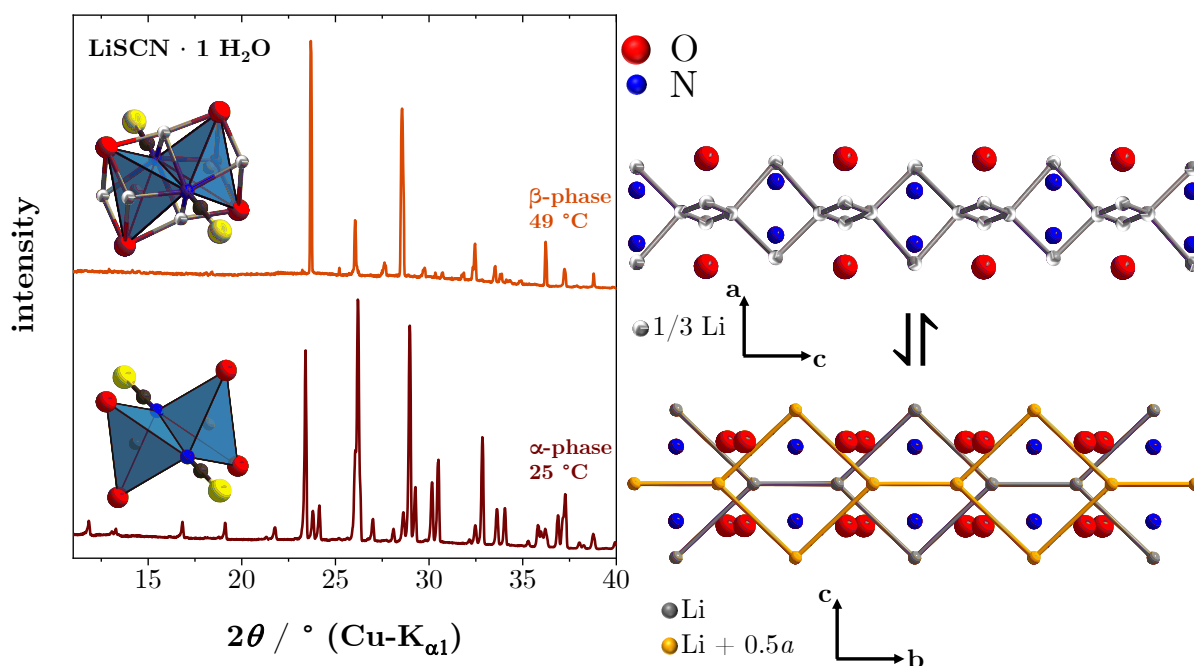 LiSCN · 1 H₂O
β-phase
49 °C
α-phase
25 °C
intensity
15 20 25 30 35 40
2θ / ° (Cu-Kα1)
O
N
a
c
1/3 Li
c
b
Li
Li + 0.5a